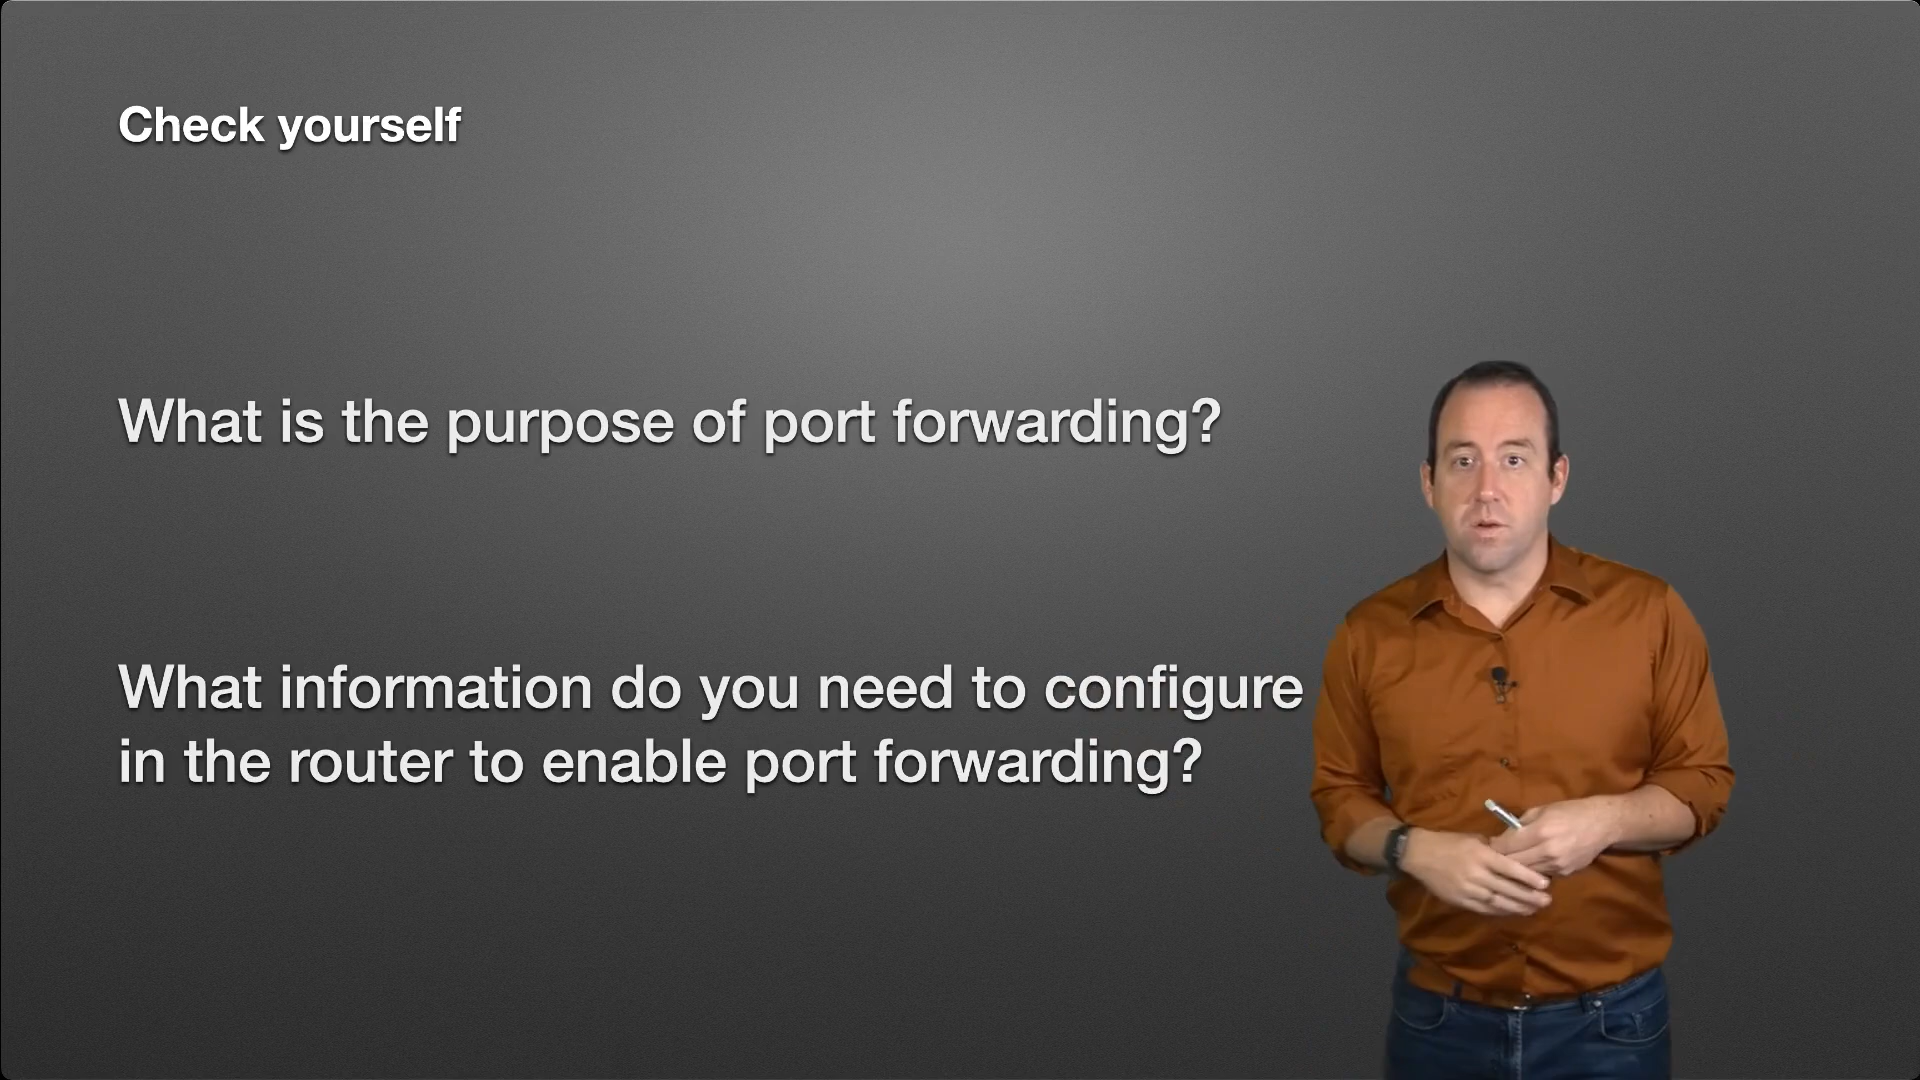 Check yourself
What is the purpose of port forwarding?
What information do you need to configure
in the router to enable port forwarding?